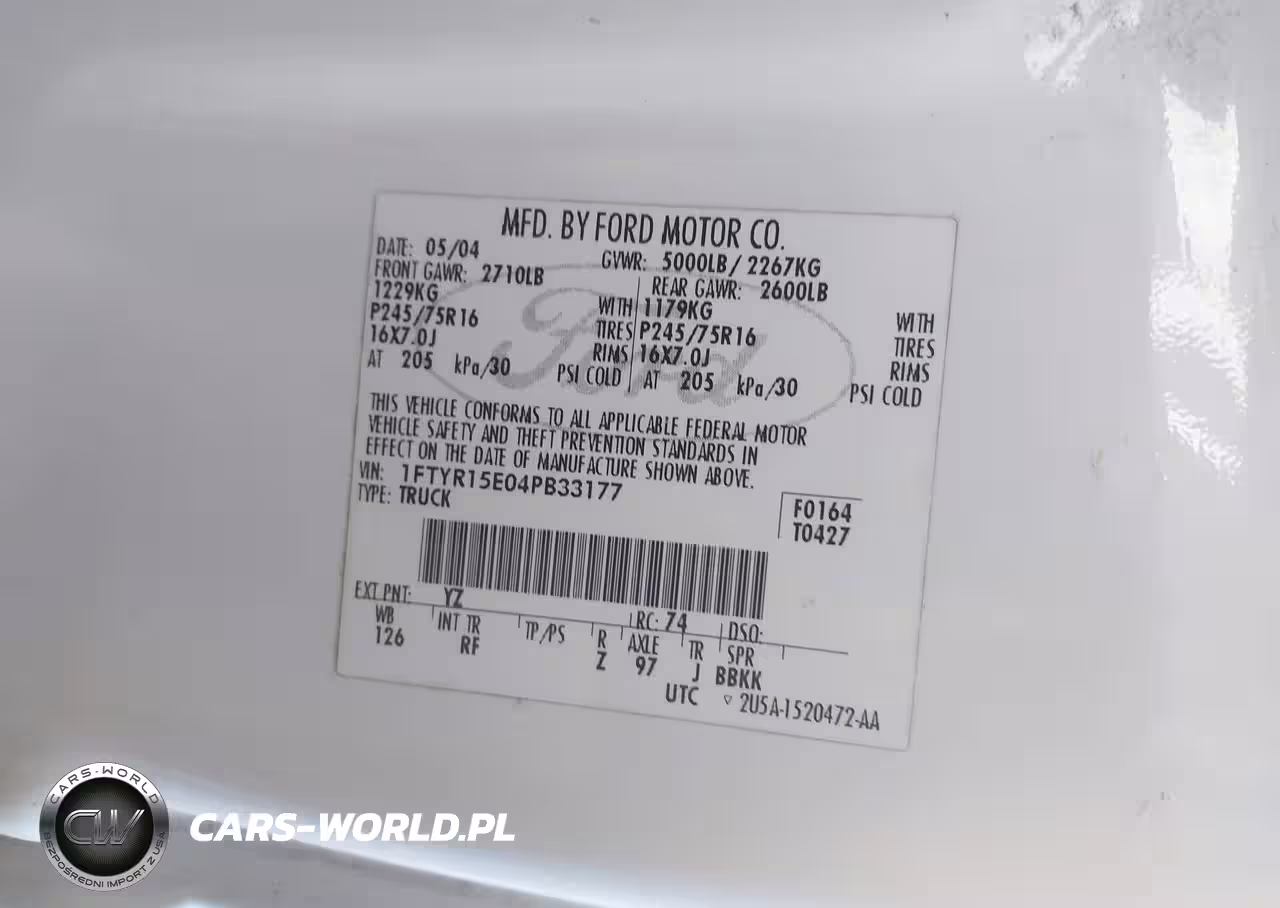 MFD. BY FORD MOTOR CO.
DATE: 05/04 GVWR: 5000LB/ 2267KG
FRONT GAWR: 2710LB REAR GAWR: 2600LB
1229KG WITH 1179KG WITH
P245/75R16 TIRES P245/75R16 TIRES
16X7.0J RIMS 16X7.0J RIMS
AT 205 kPa/30 PSI COLD AT 205 kPa/30 PSI COLD
Ford
THIS VEHICLE CONFORMS TO ALL APPLICABLE FEDERAL MOTOR
VEHICLE SAFETY AND THEFT PREVENTION STANDARDS IN
EFFECT ON THE DATE OF MANUFACTURE SHOWN ABOVE.
VIN: 1FTYR15E04PB33177
TYPE: TRUCK
F0164
T0427
EXT PNT: YZ RC: 74 DSO:
WB INT TR TP/PS R AXLE TR SPR
126 RF Z 97 J BBKK
UTC ▽ 2U5A-1520472-AA
CARS-WORLD
CW
BEZPOŚREDNI IMPORT Z USA
CARS-WORLD.PL